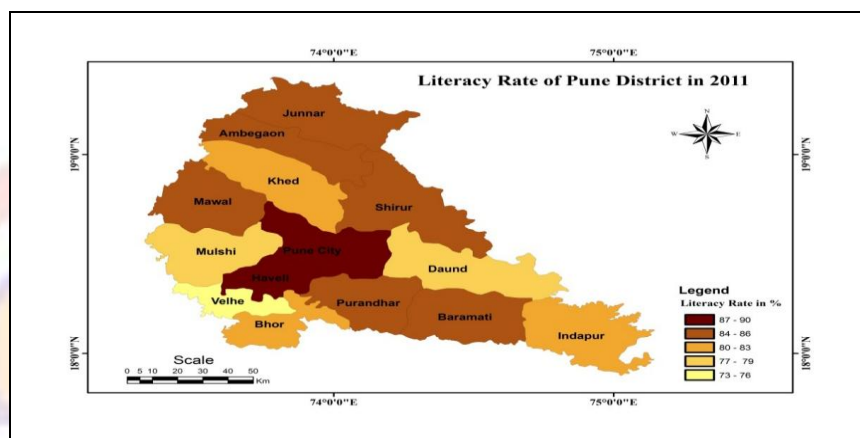 74°0'0"E
75°0'0"E
Literacy Rate of Pune District in 2011
N
W
E
S
19°0'0"N
19°0'0"N
Junnar
Ambegaon
Khed
Mawal
Shirur
Mulshi
Pune City
Daund
Haveli
Velhe
Purandhar
Baramati
Bhor
Indapur
18°0'0"N
18°0'0"N
Legend
Literacy Rate in %
87 - 90
84 - 86
80 - 83
77 - 79
73 - 76
Scale
0 5 10 20 30 40 50
Km
74°0'0"E
75°0'0"E